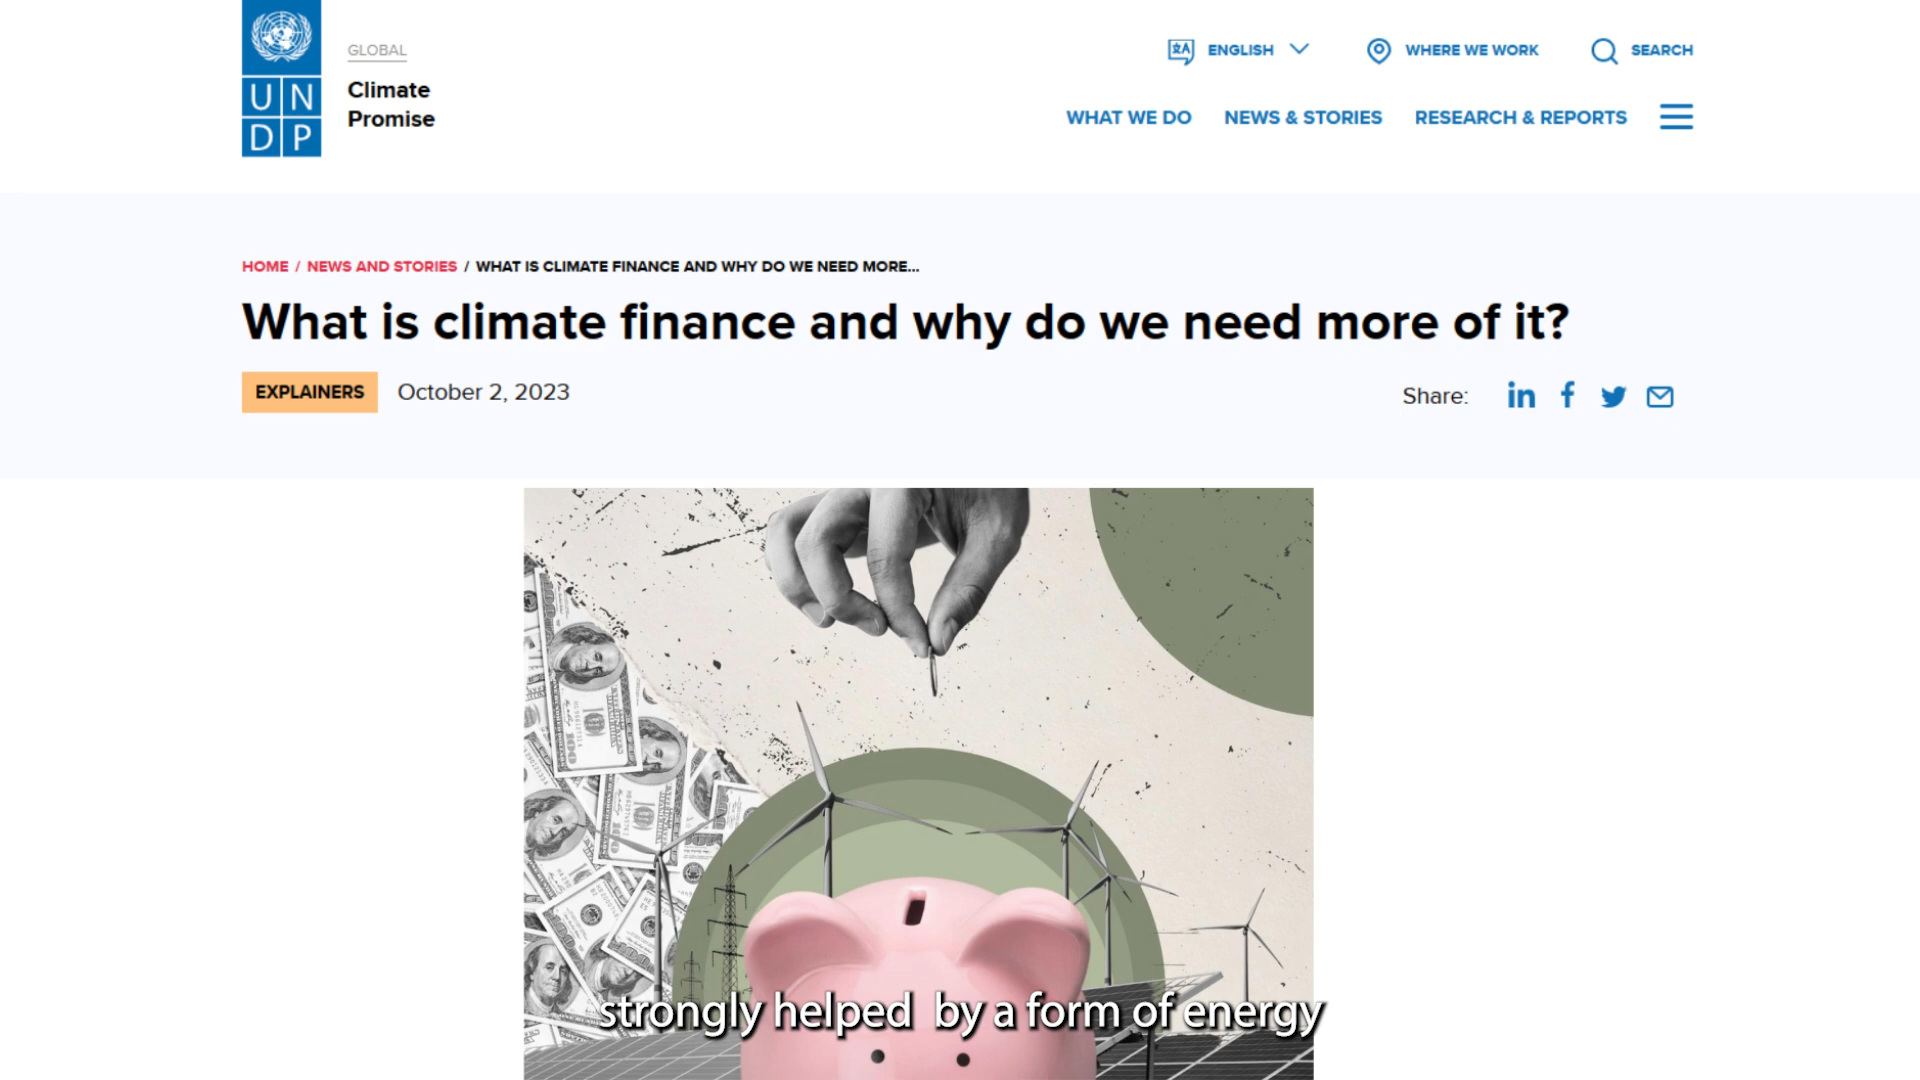 UN
DP
GLOBAL
Climate
Promise
ENGLISH
WHERE WE WORK
SEARCH
WHAT WE DO
NEWS & STORIES
RESEARCH & REPORTS
HOME / NEWS AND STORIES / WHAT IS CLIMATE FINANCE AND WHY DO WE NEED MORE...
What is climate finance and why do we need more of it?
EXPLAINERS
October 2, 2023
Share:
strongly helped by a form of energy